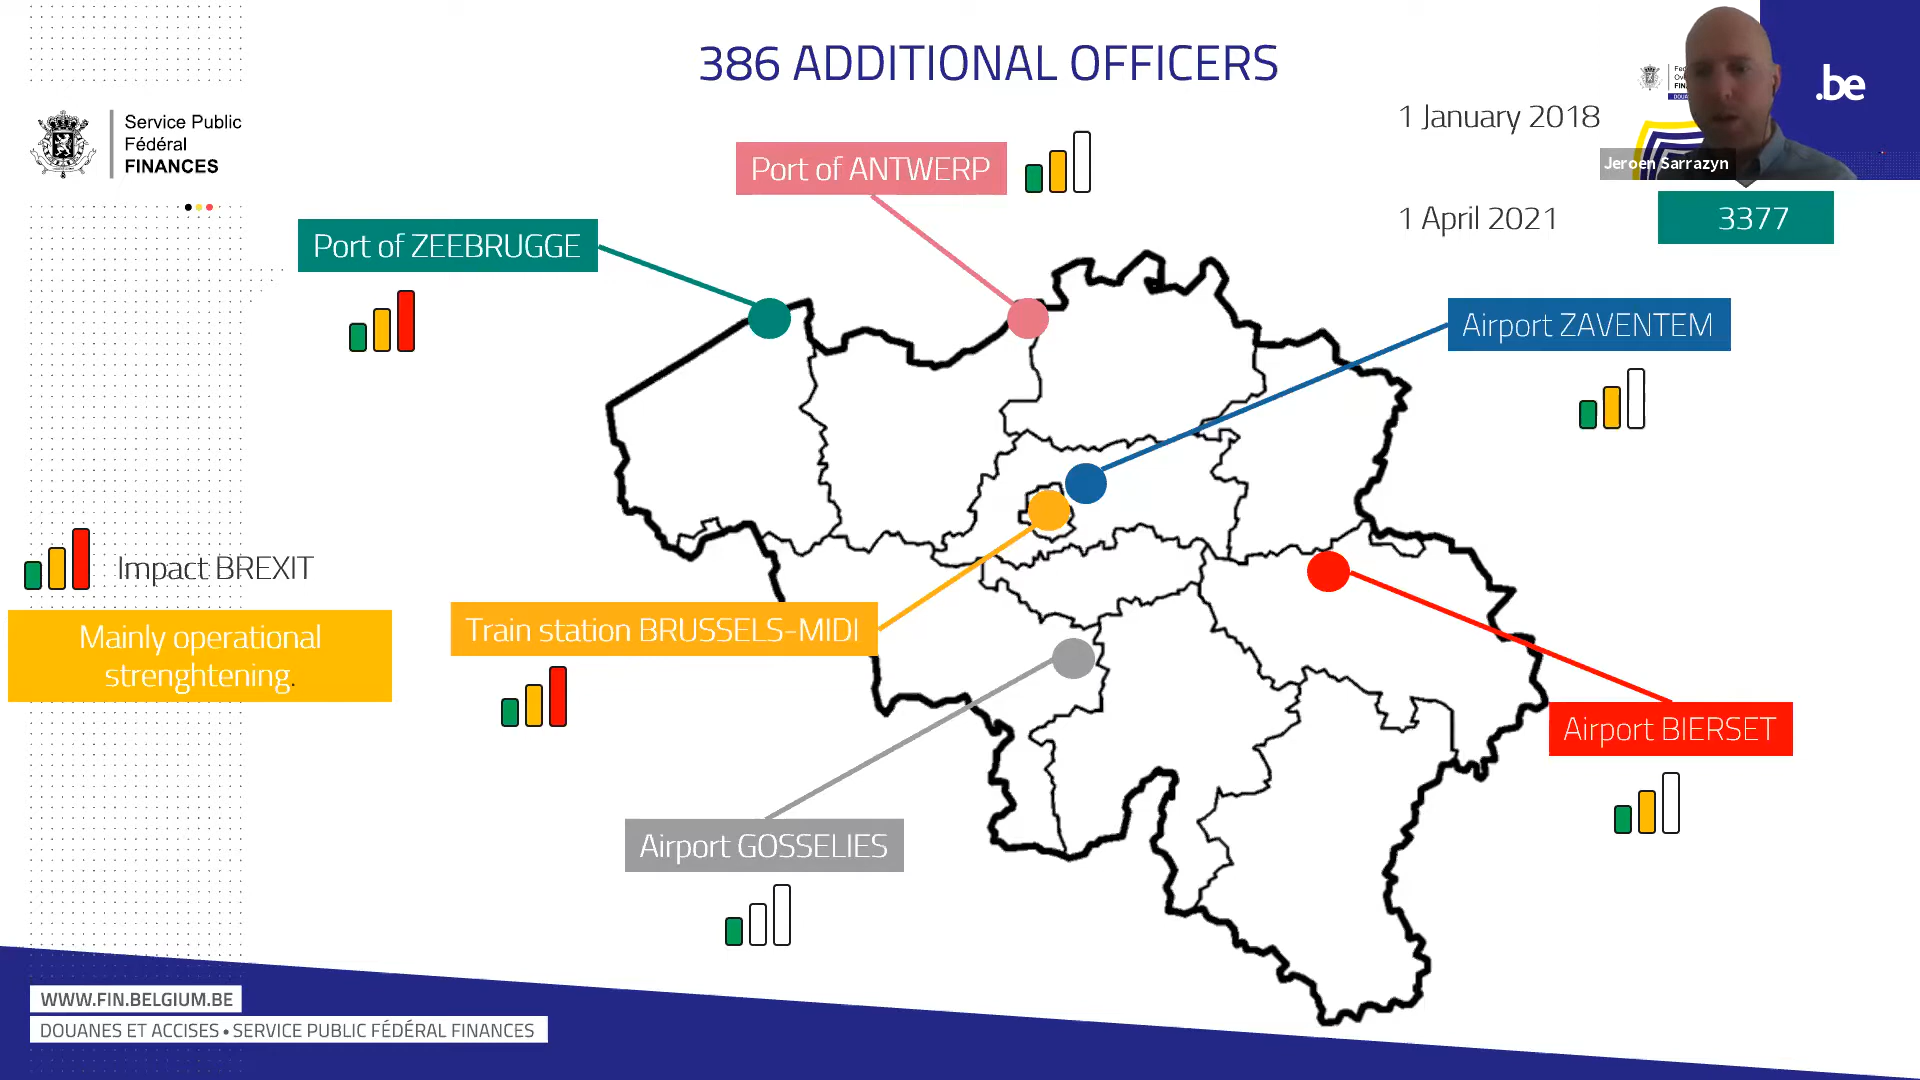 386 ADDITIONAL OFFICERS
.be
1 January 2018
Service Public
Fédéral
FINANCES
Port of ANTWERP
Jeroen Sarrazyn
1 April 2021
3377
Port of ZEEBRUGGE
Airport ZAVENTEM
Impact BREXIT
Mainly operational
strenghtening.
Train station BRUSSELS-MIDI
Airport BIERSET
Airport GOSSELIES
WWW.FIN.BELGIUM.BE
DOUANES ET ACCISES • SERVICE PUBLIC FÉDÉRAL FINANCES